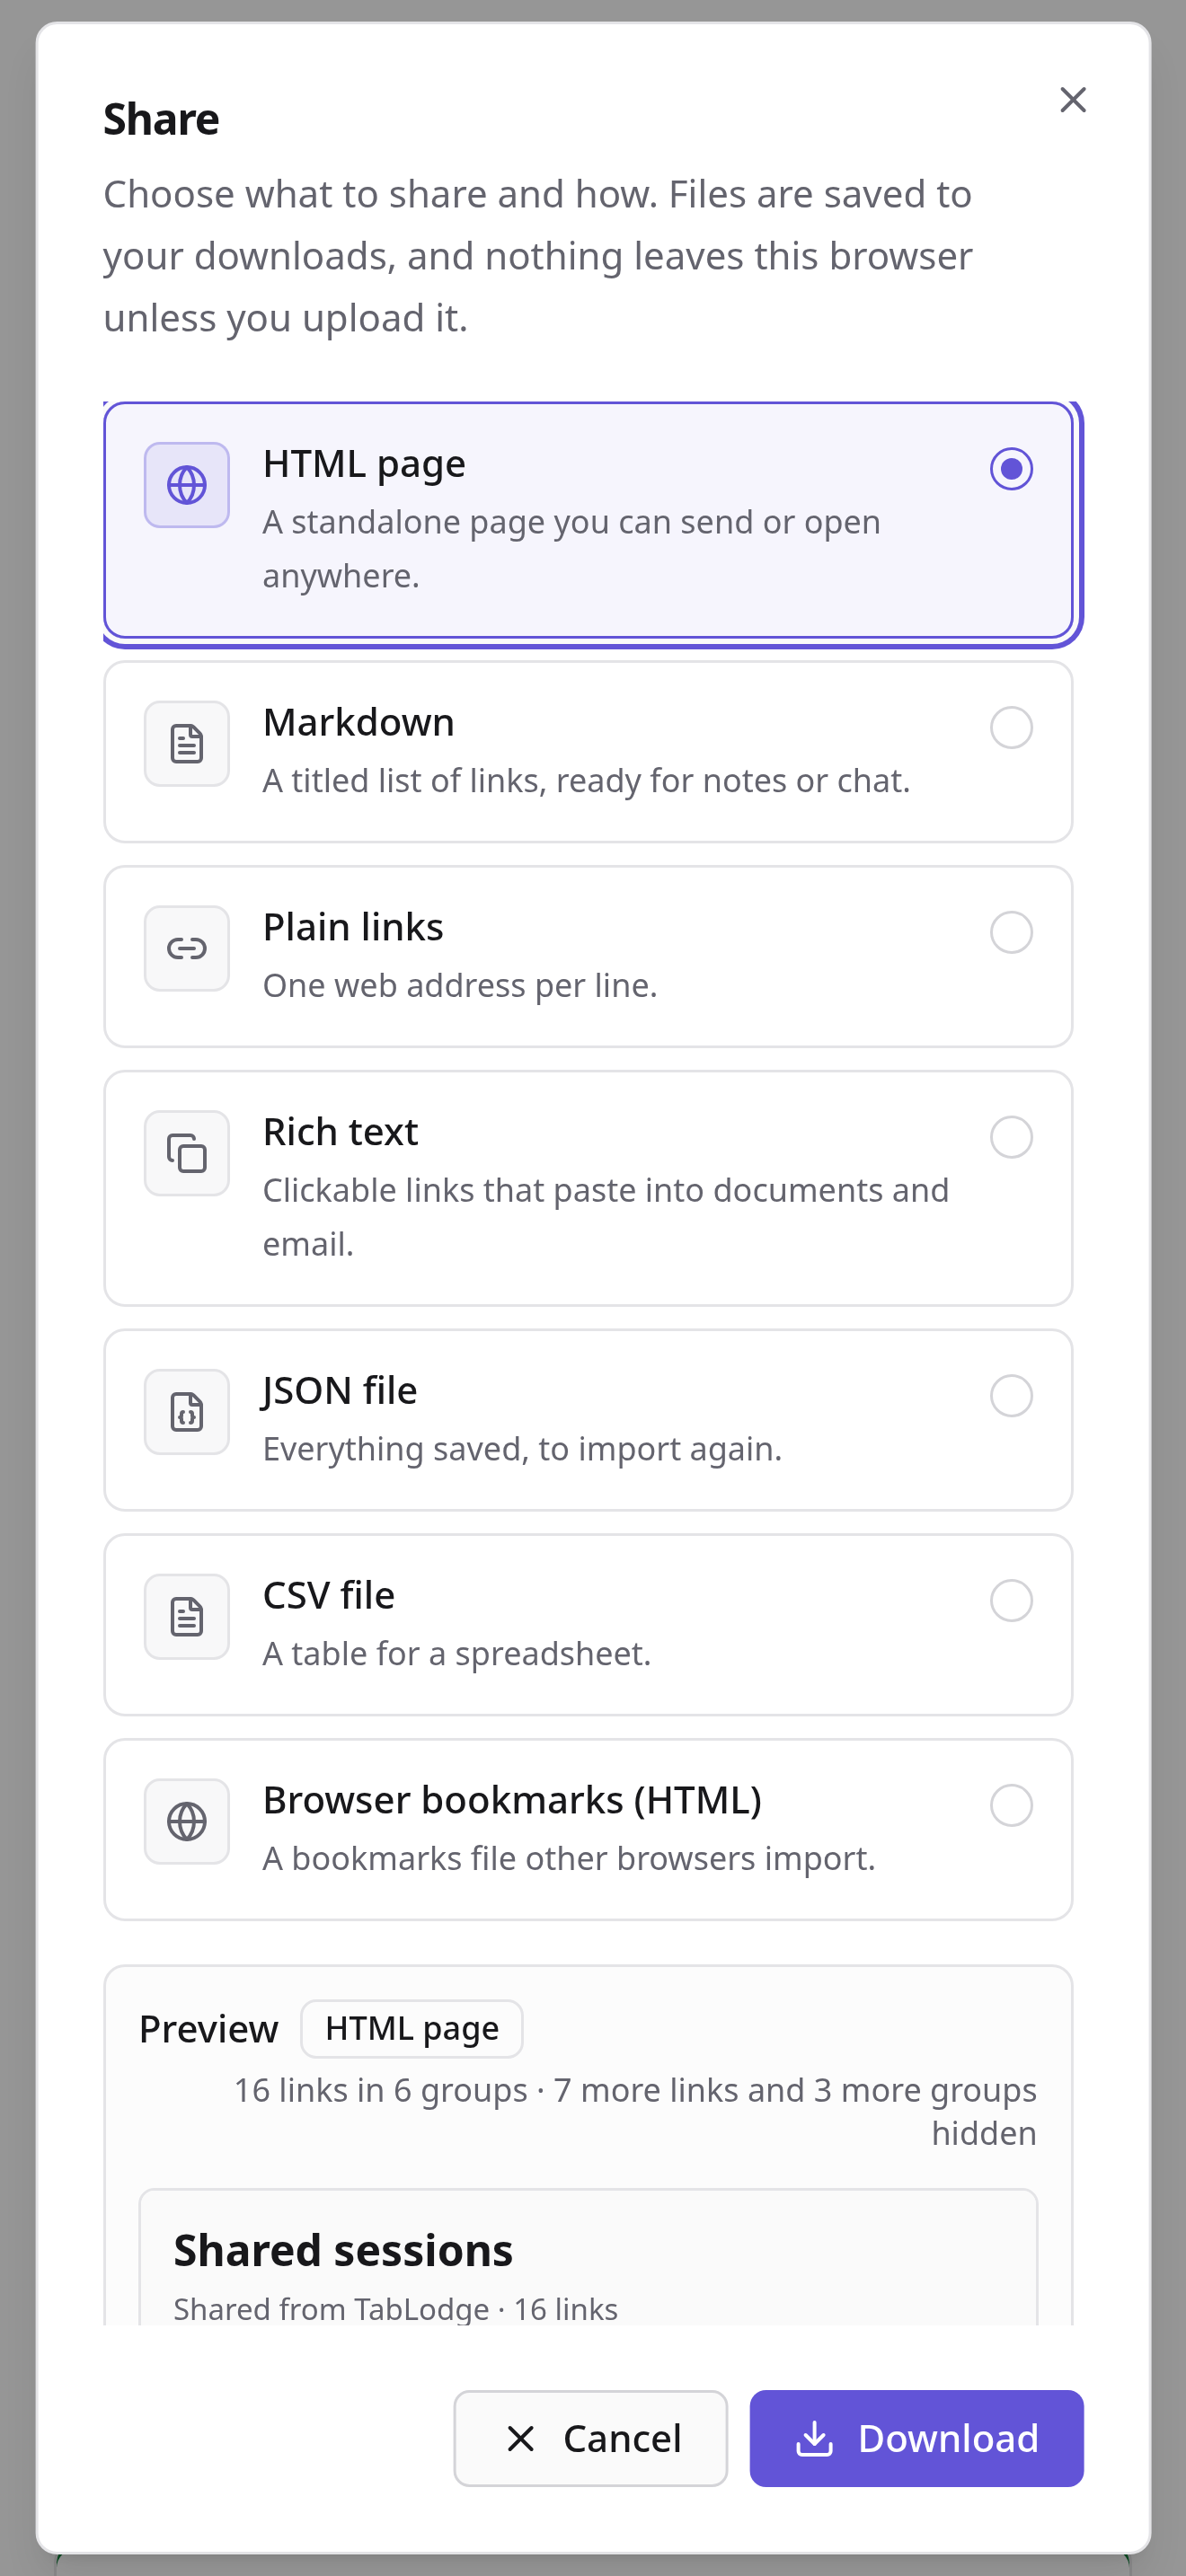 Share
Choose what to share and how. Files are saved to
your downloads, and nothing leaves this browser
unless you upload it.
HTML page
A standalone page you can send or open
anywhere.
Markdown
A titled list of links, ready for notes or chat.
Plain links
One web address per line.
Rich text
Clickable links that paste into documents and
email.
JSON file
Everything saved, to import again.
CSV file
A table for a spreadsheet.
Browser bookmarks (HTML)
A bookmarks file other browsers import.
Preview HTML page
16 links in 6 groups · 7 more links and 3 more groups
hidden
Shared sessions
Shared from TabLodge · 16 links
Cancel Download